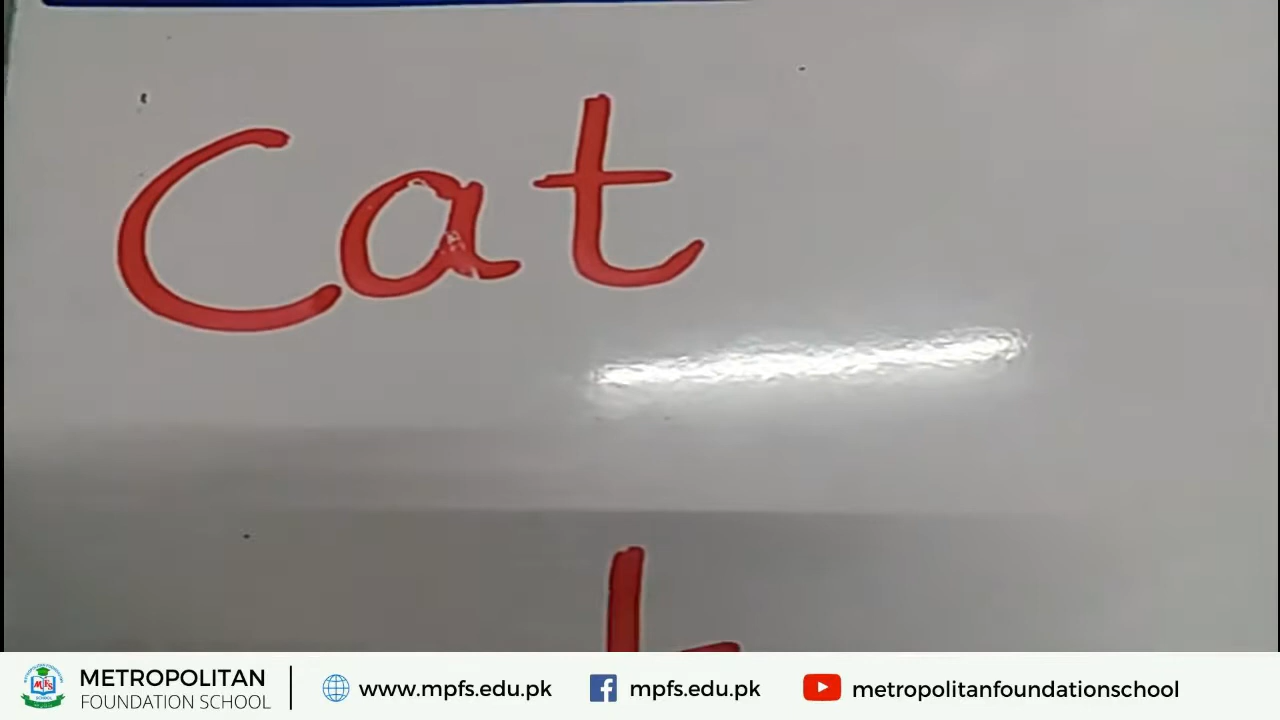 Cat
METROPOLITAN
FOUNDATION SCHOOL
www.mpfs.edu.pk
mpfs.edu.pk
metropolitanfoundationschool